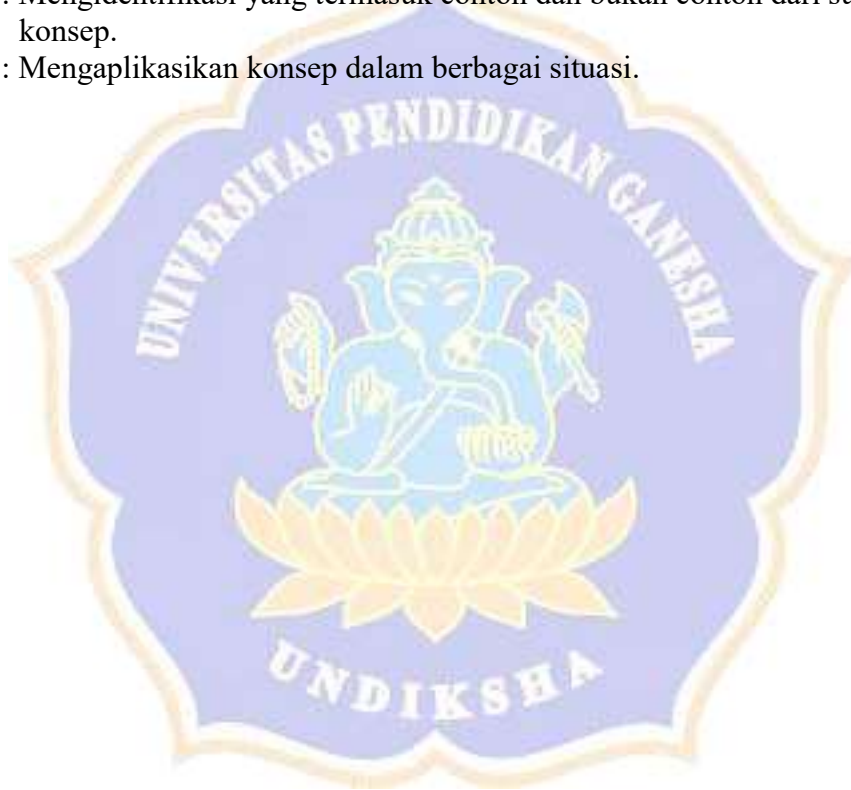 : Mengidentifikasi yang termasuk contoh dan bukan contoh dari
konsep.
: Mengaplikasikan konsep dalam berbagai situasi.
UNIVERSITAS PENDIDIKAN GANESHA
UNDIKSHA